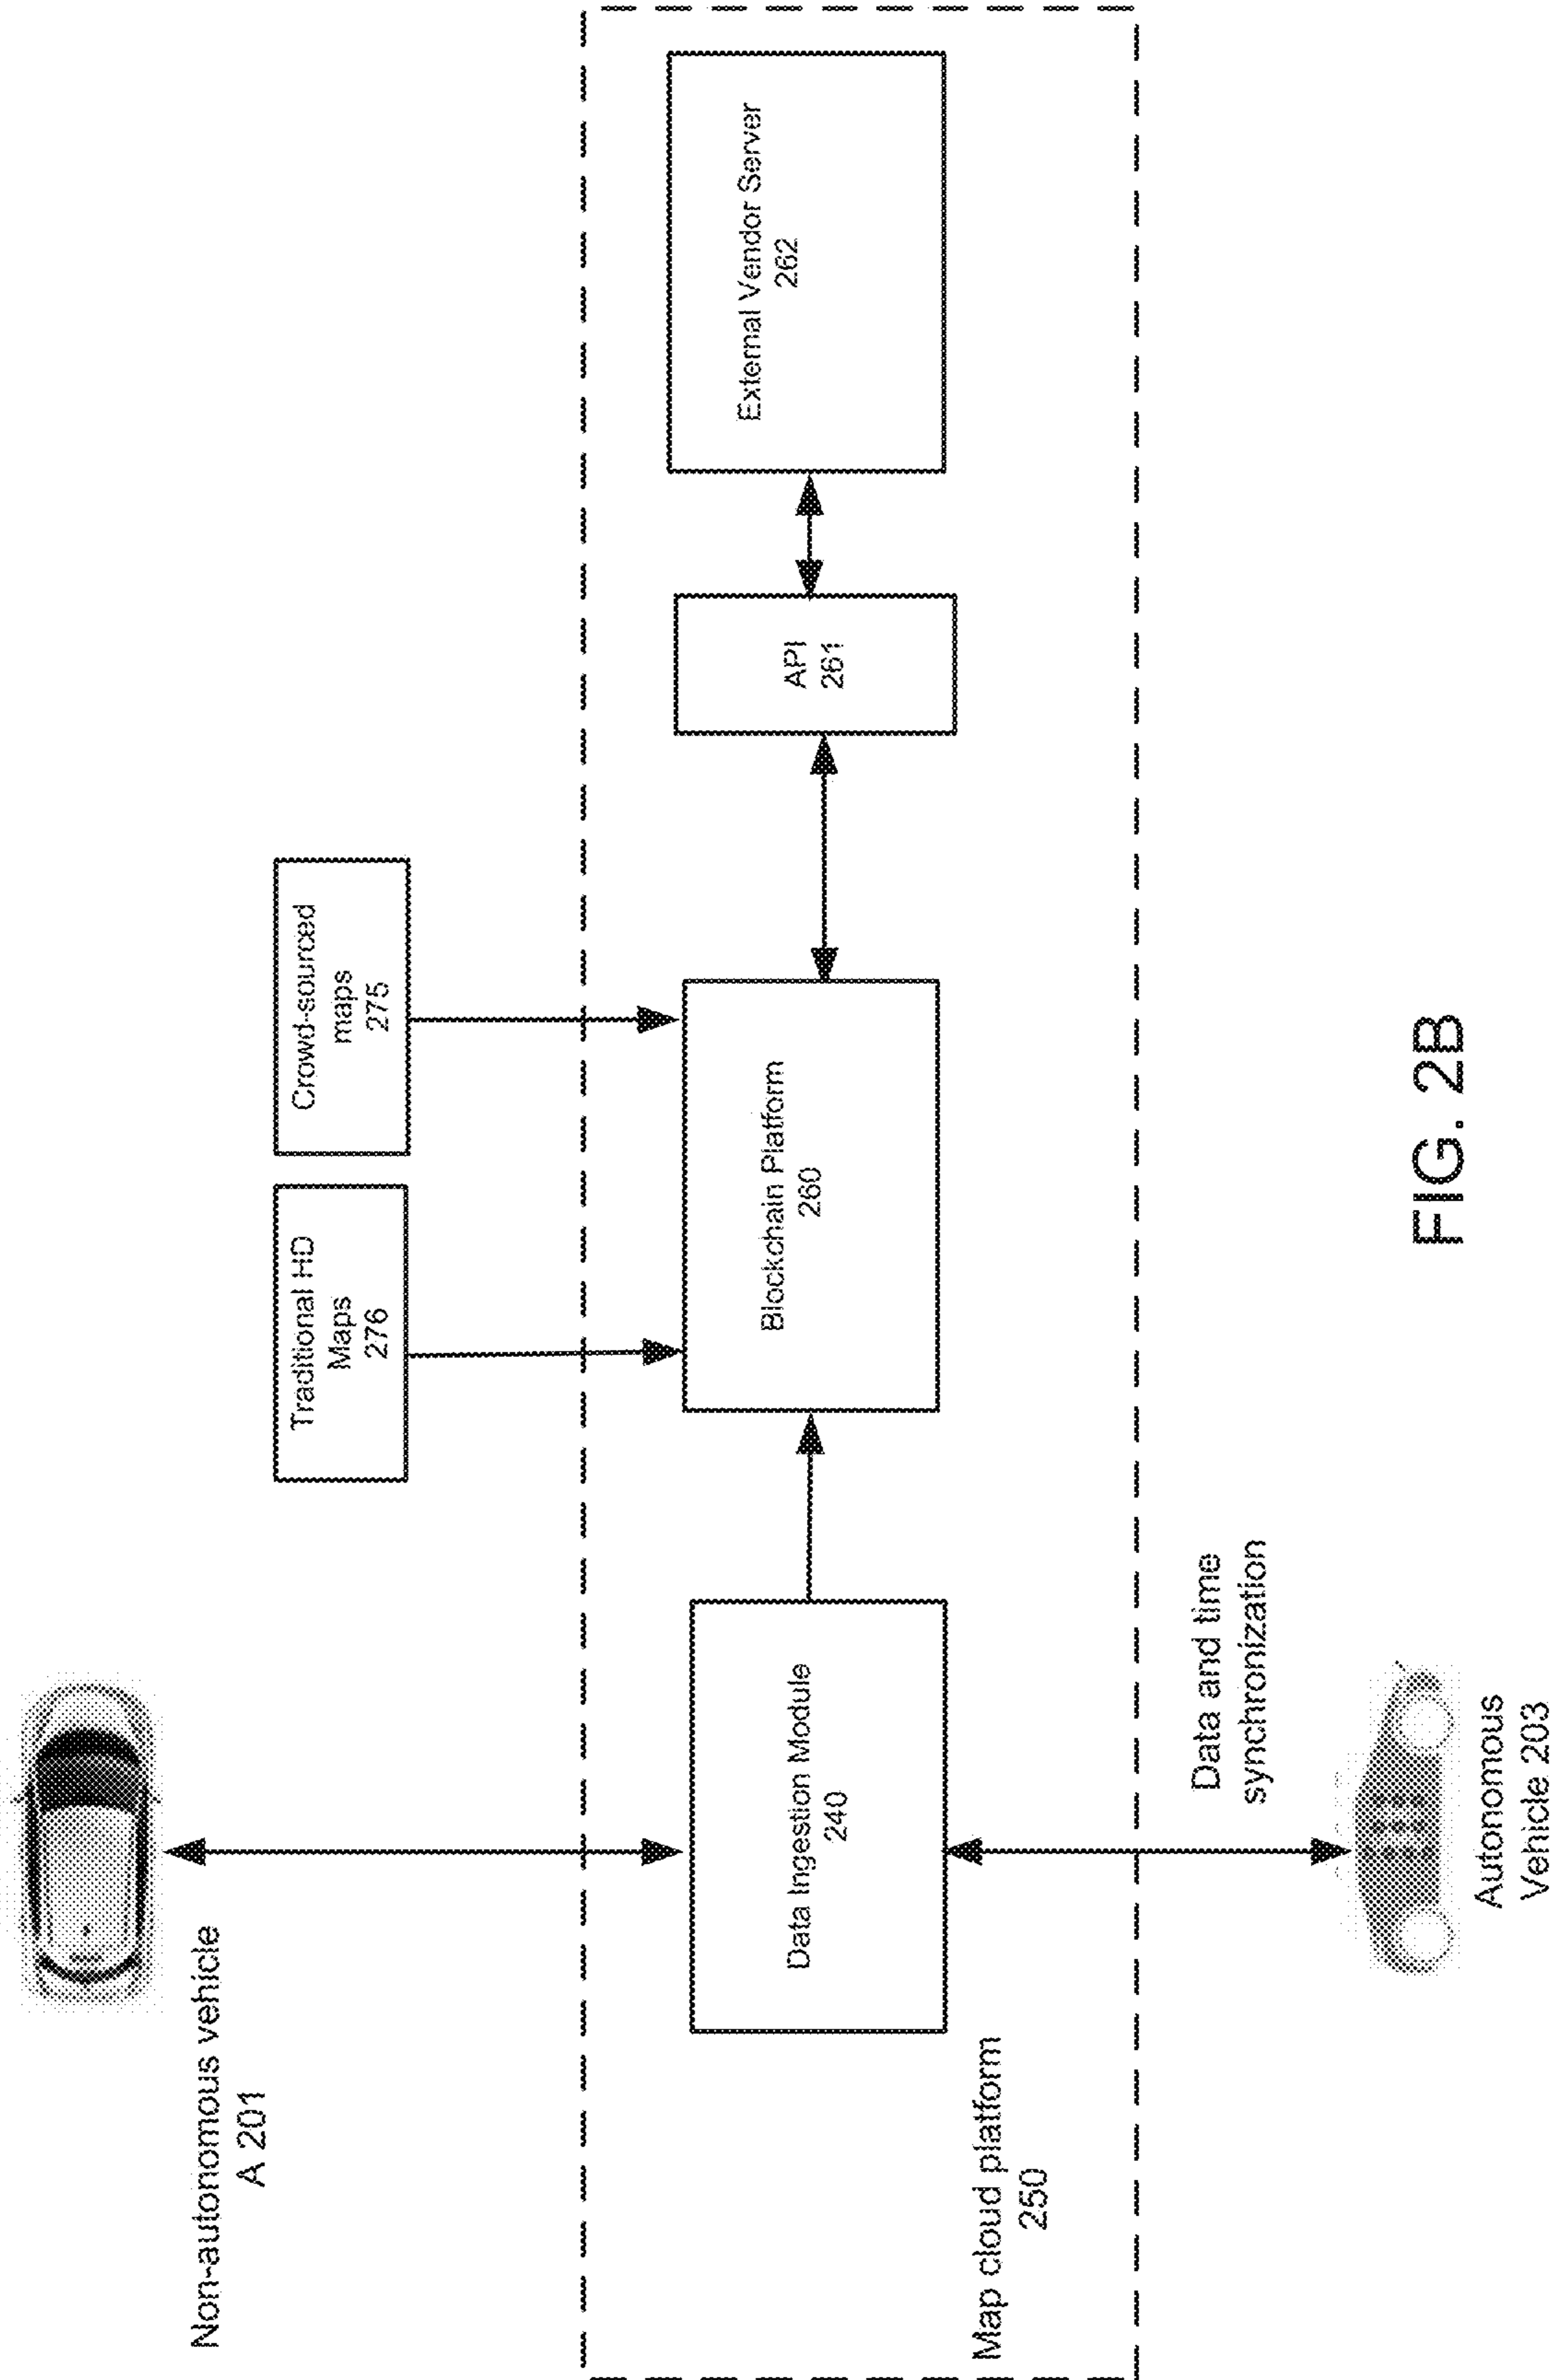 Non-autonomous vehicle
A 201
Traditional HD
Maps
276
Crowd-sourced
maps
275
Data Ingestion Module
240
Blockchain Platform
260
API
261
External Vendor Server
262
Map cloud platform
250
Data and time
synchronization
Autonomous
Vehicle 203
FIG. 2B